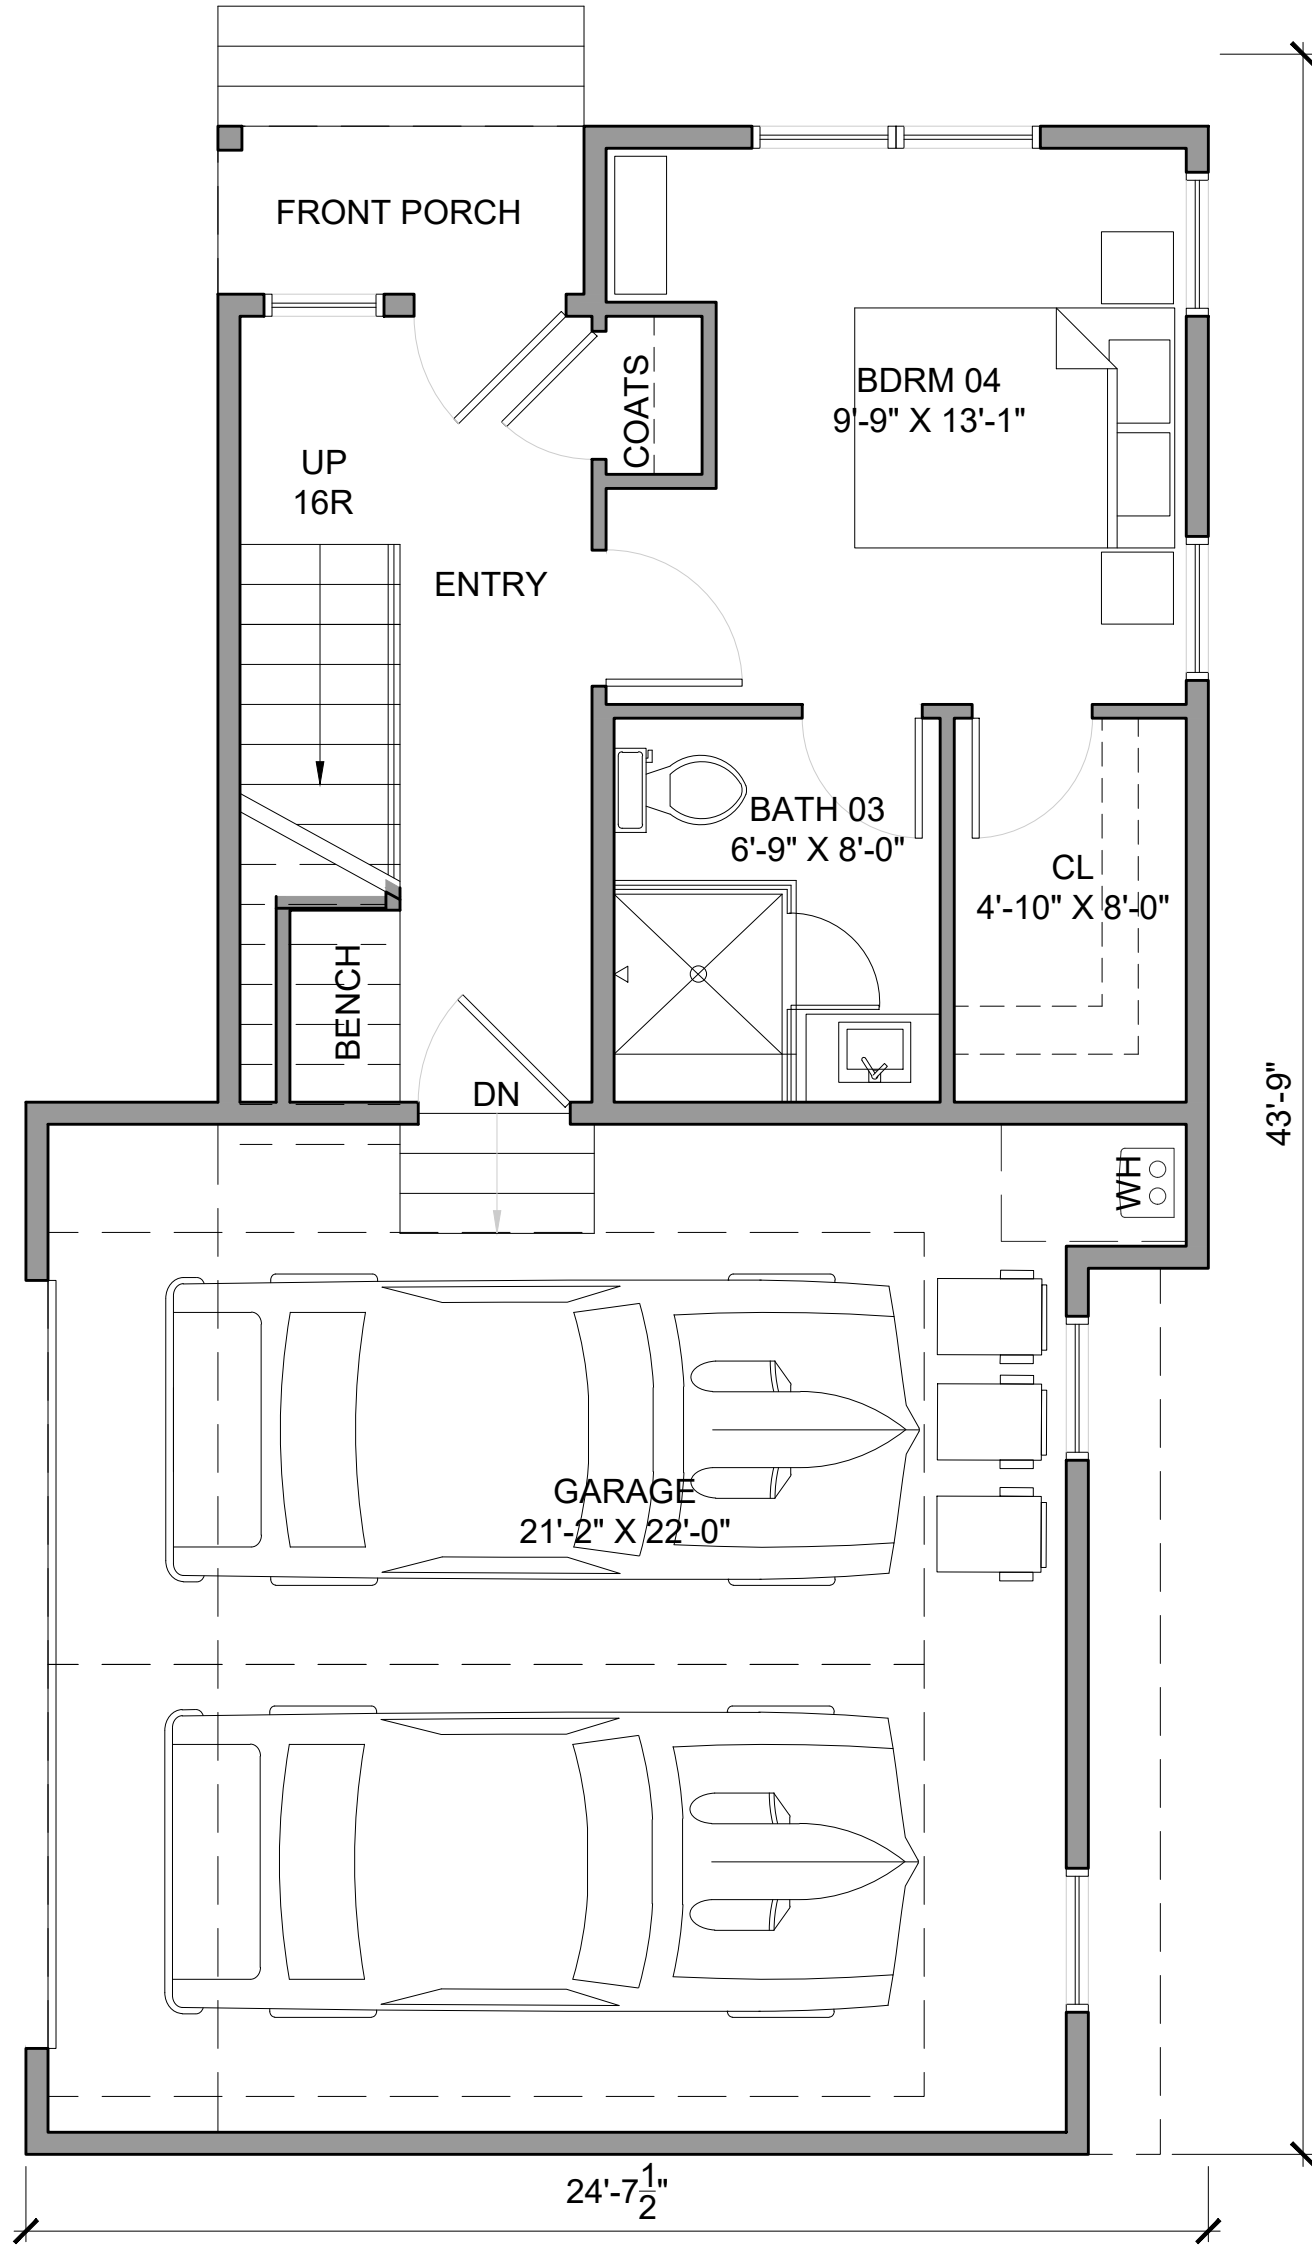 FRONT PORCH
COATS
BDRM 04
9'-9" X 13'-1"
UP
16R
ENTRY
BATH 03
6'-9" X 8'-0"
CL
4'-10" X 8'-0"
BENCH
DN
43'-9"
WH
GARAGE
21'-2" X 22'-0"
24'-7 1/2"